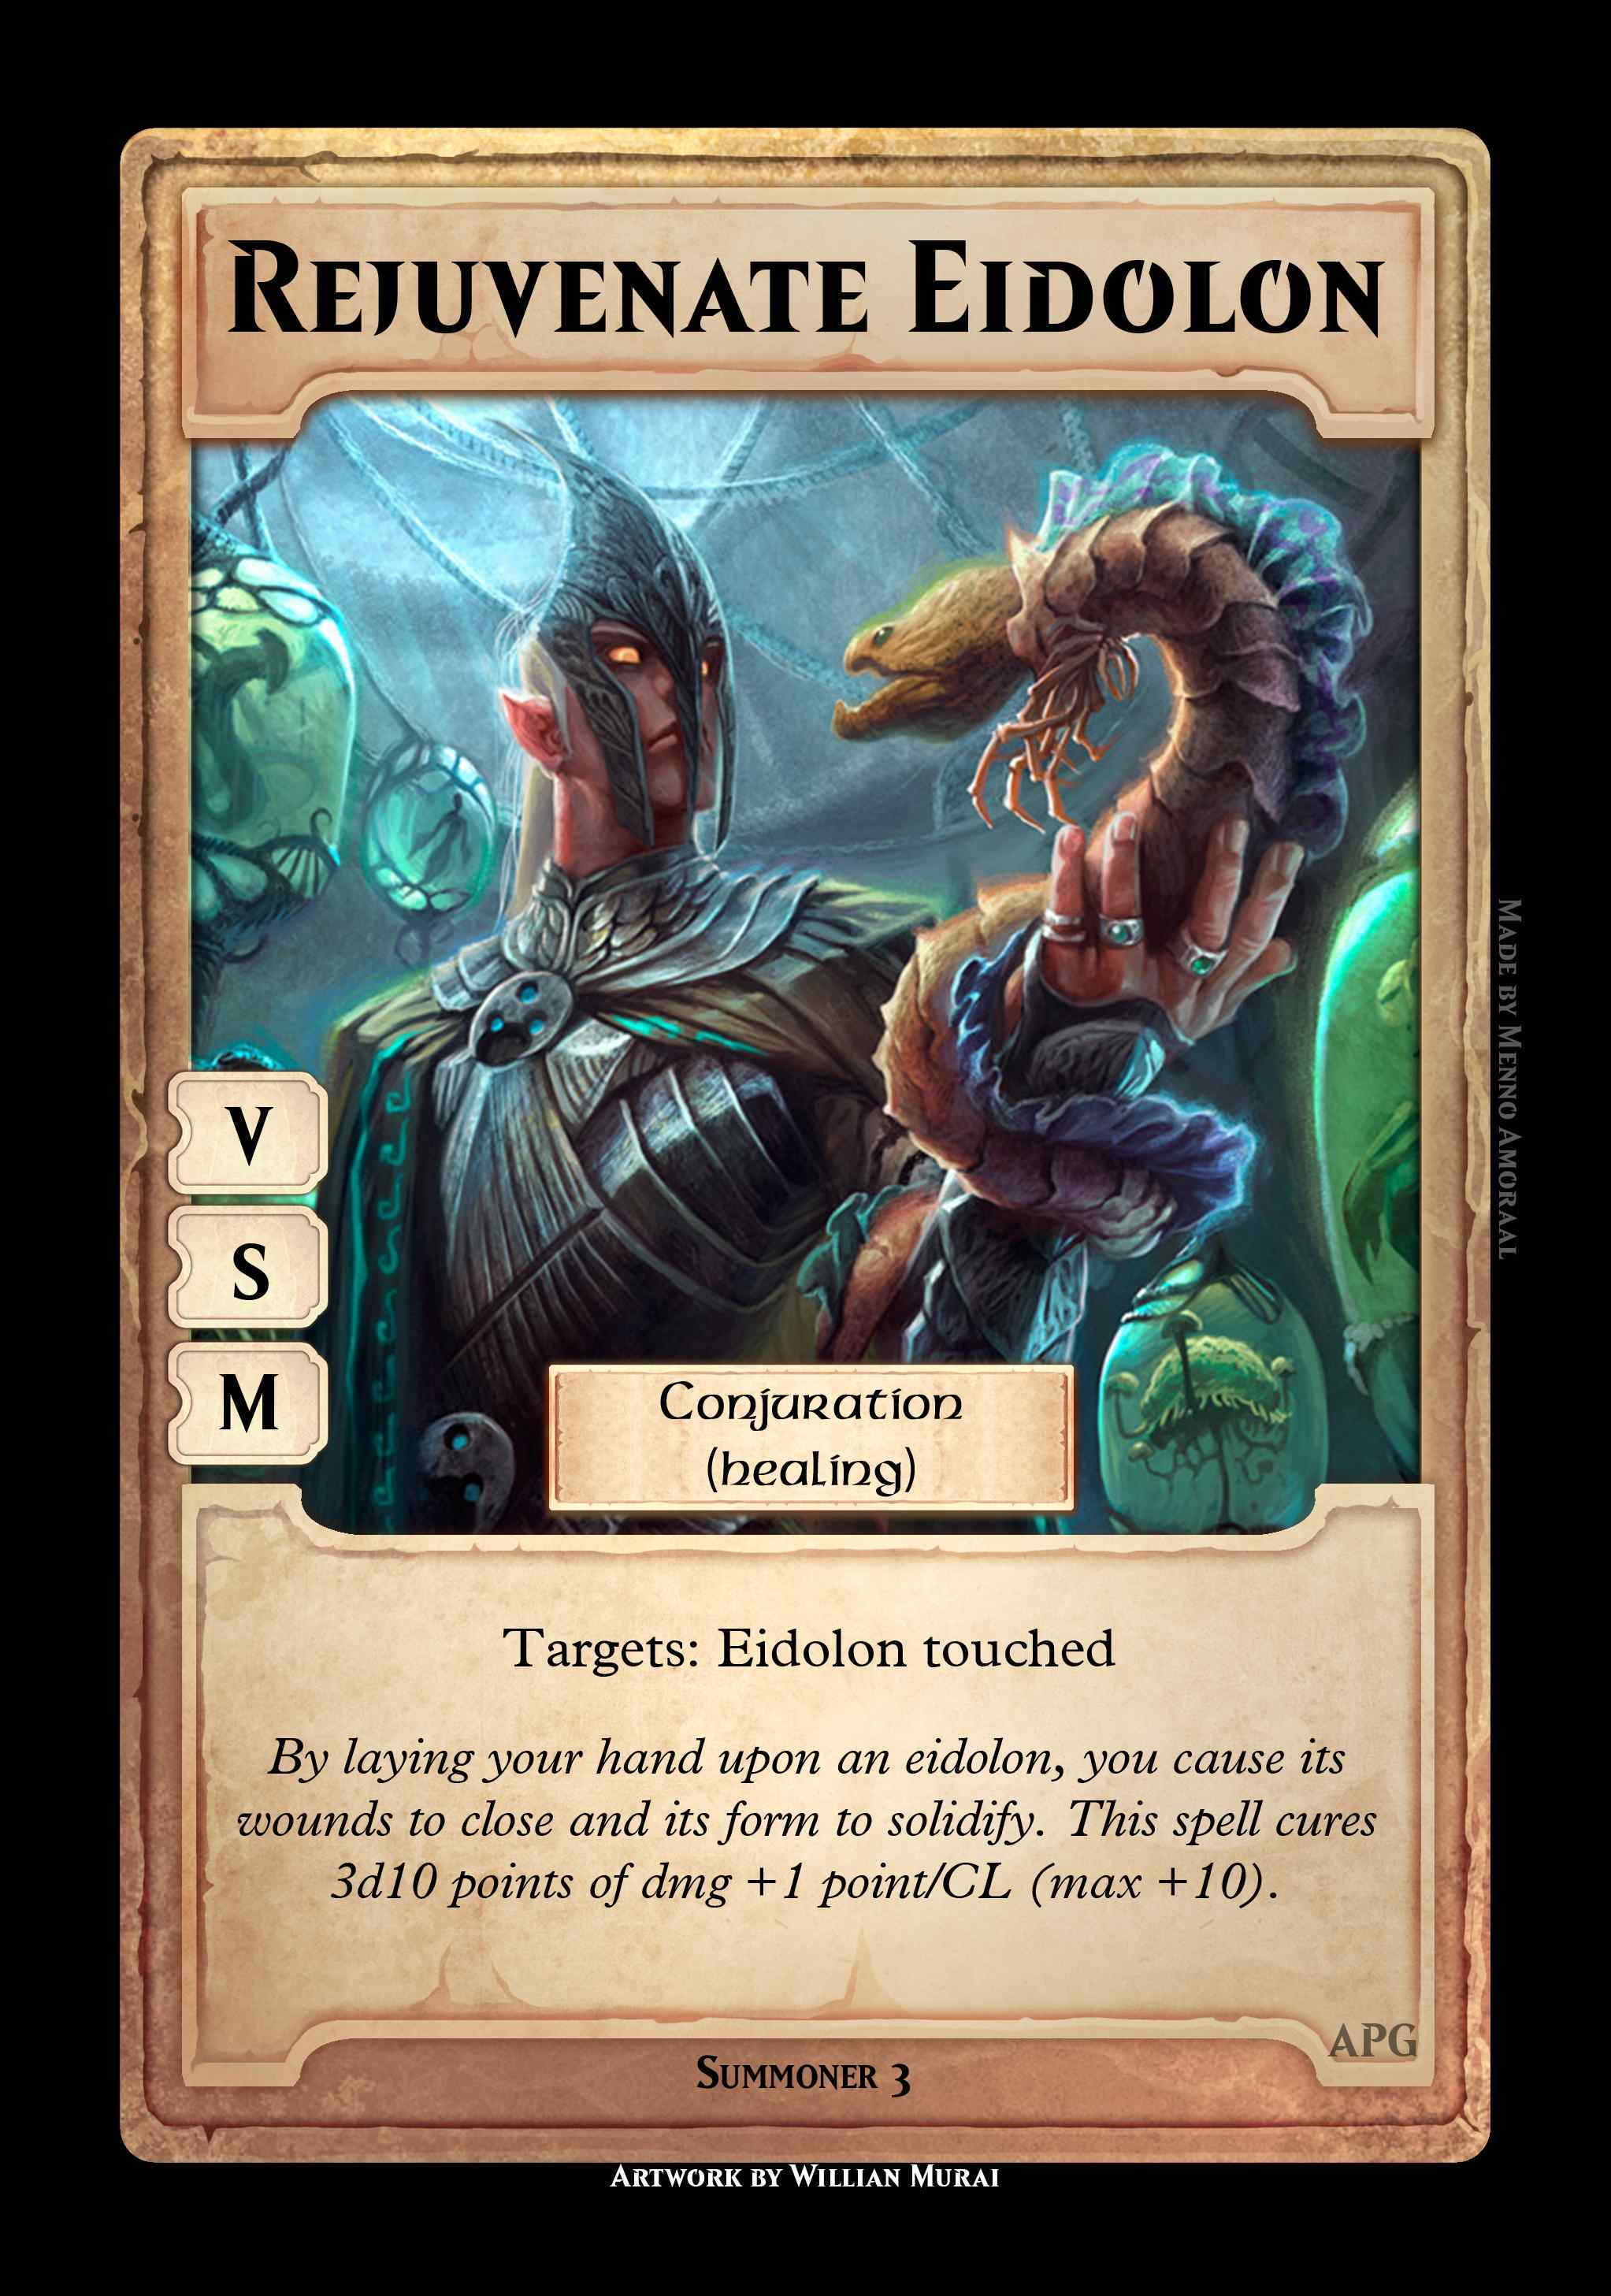 Rejuvenate Eidolon
V
S
M
Conjuration
(healing)
Targets: Eidolon touched
By laying your hand upon an eidolon, you cause its
wounds to close and its form to solidify. This spell cures
3d10 points of dmg +1 point/CL (max +10).
APG
Summoner 3
Artwork by Willian Murai
Made by Menno Amoraal